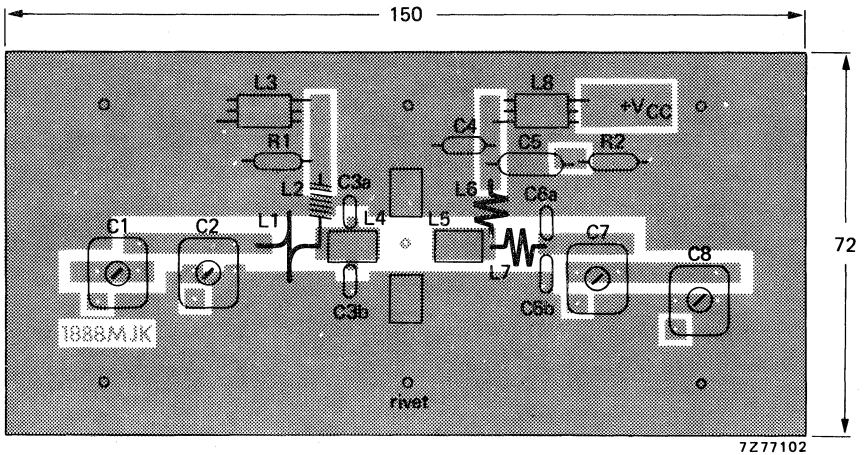 150
L3
L8
+VCC
C4
R1
C5
R2
L2
C3a
L6
C6a
C1
C2
L1
L4
L5
C7
72
L7
C8
C3b
C6b
1888MJK
rivet
7Z77102